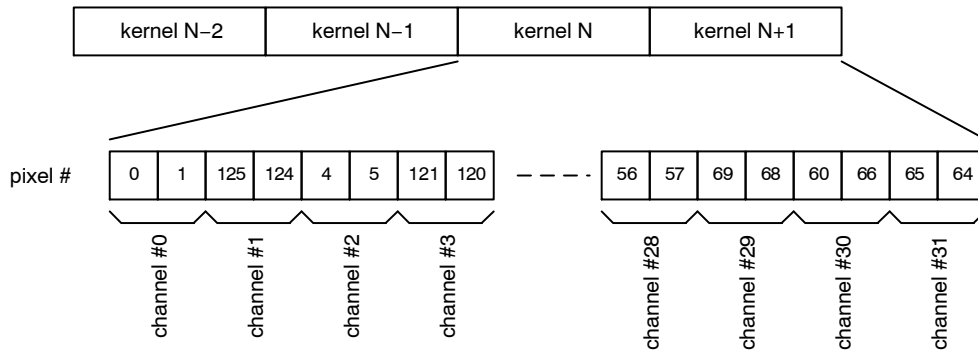 kernel N−2 kernel N−1 kernel N kernel N+1
pixel # 0 1 125 124 4 5 121 120 56 57 69 68 60 66 65 64
channel #0
channel #1
channel #2
channel #3
channel #28
channel #29
channel #30
channel #31